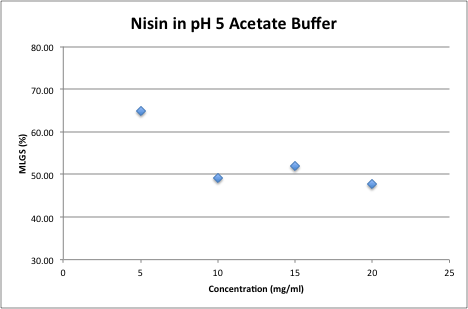 Nisin in pH 5 Acetate Buffer
80.00
70.00
60.00
50.00
40.00
30.00
MLGS (%)
0 5 10 15 20 25
Concentration (mg/ml)